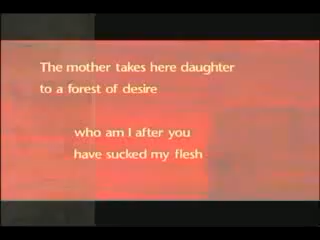 The mother takes here daughter
to a forest of desire
who am I after you
have sucked my flesh